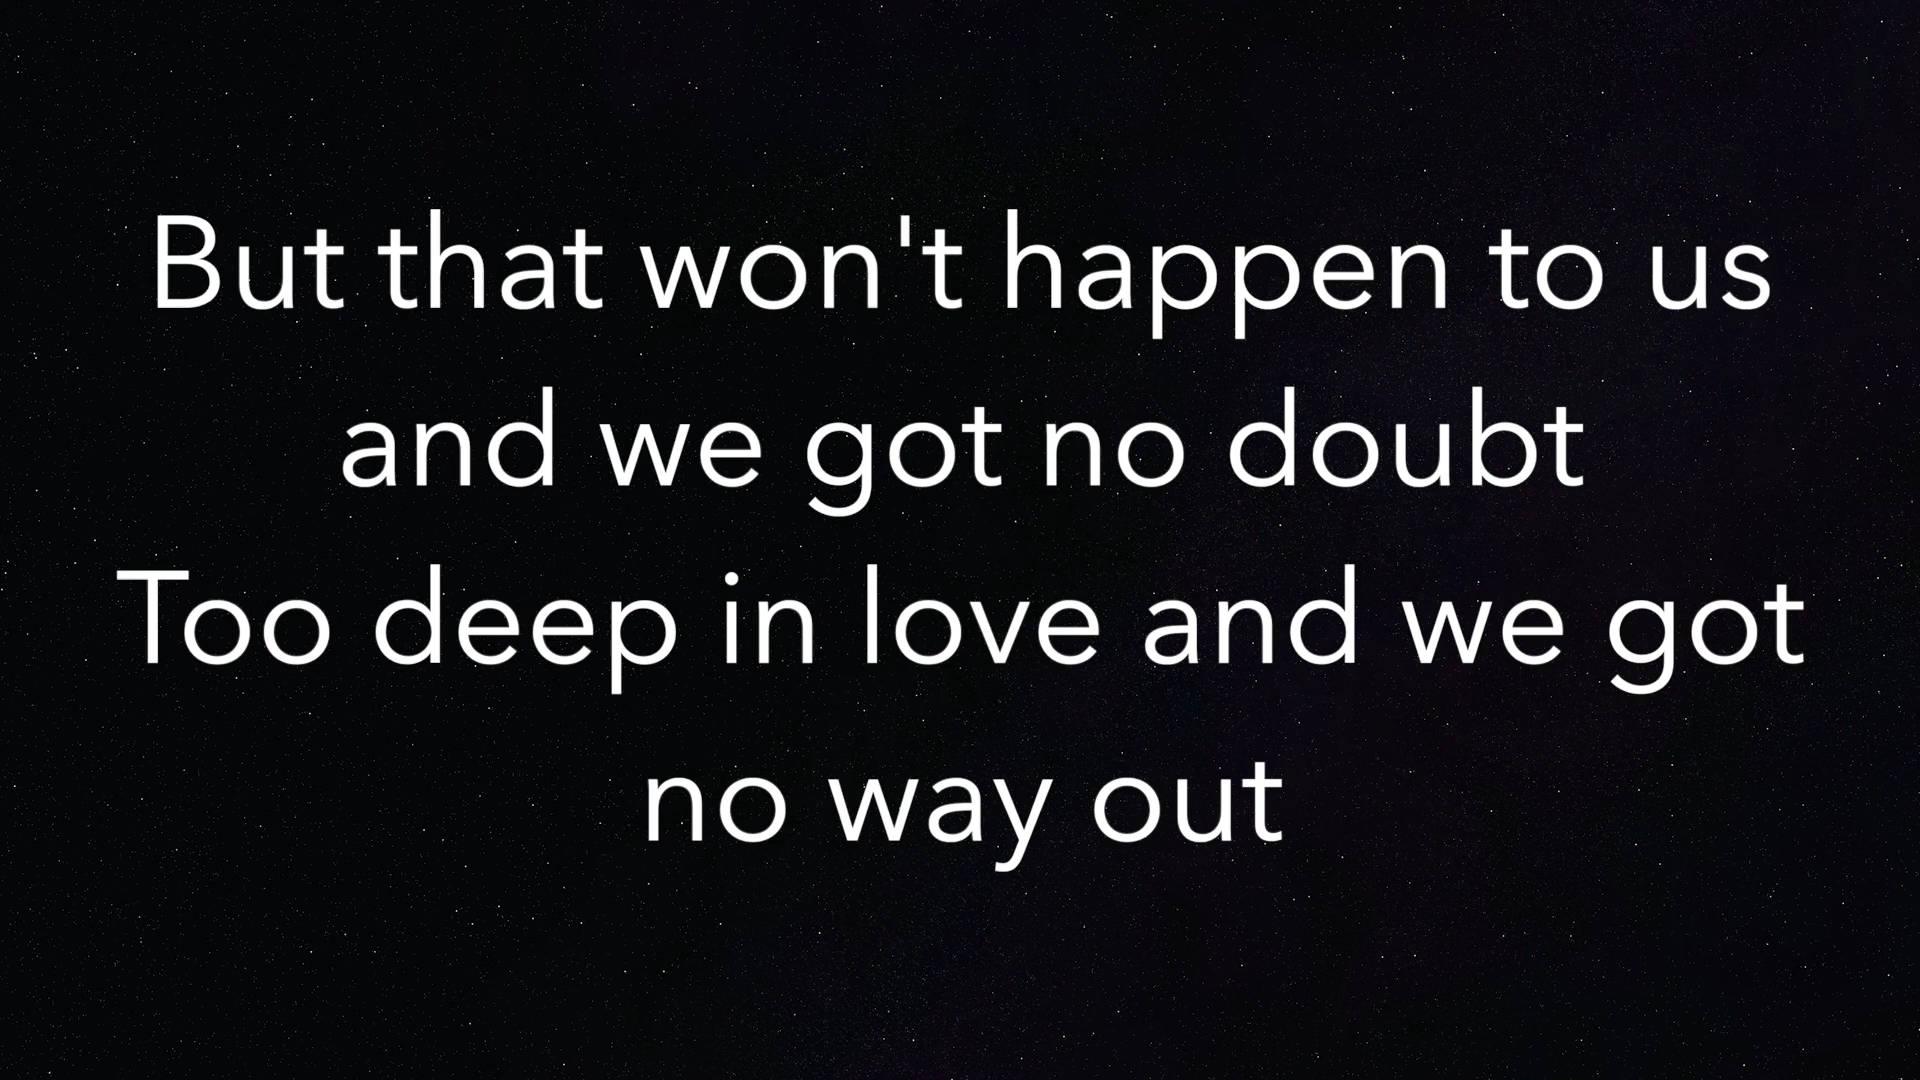 But that won't happen to us
and we got no doubt
Too deep in love and we got
no way out